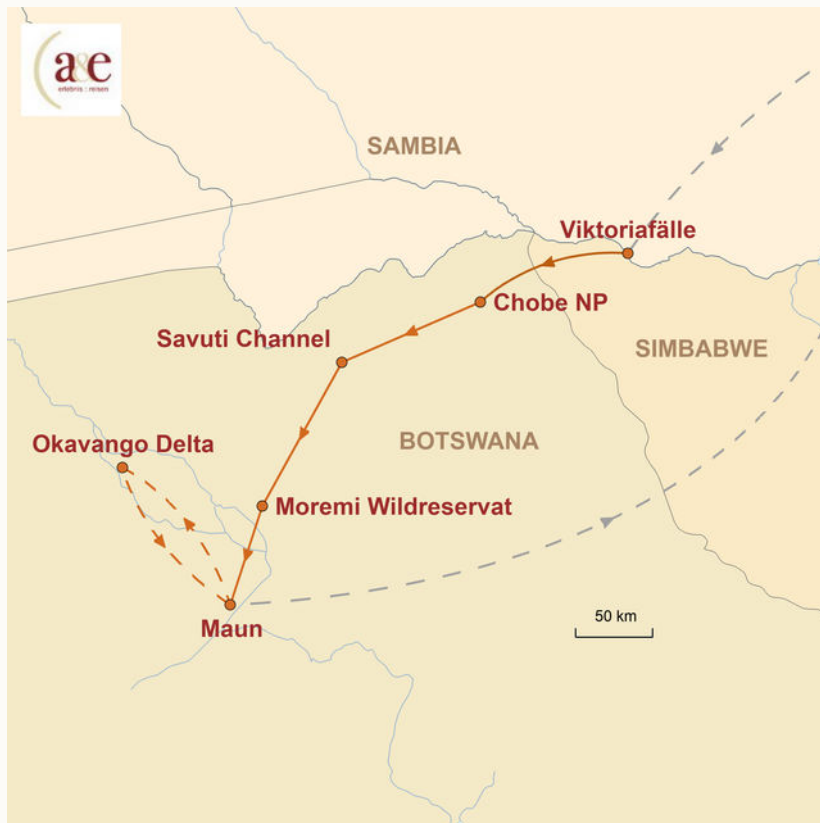 a&e
erlebnis : reisen
SAMBIA
Viktoriafälle
Chobe NP
Savuti Channel
SIMBABWE
BOTSWANA
Okavango Delta
Moremi Wildreservat
50 km
Maun